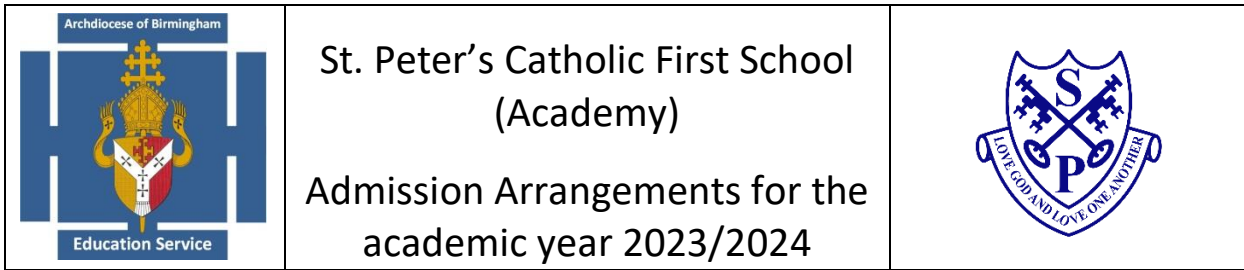 Archdiocese of Birmingham
Education Service
St. Peter’s Catholic First School
(Academy)
Admission Arrangements for the
academic year 2023/2024
S
P
LOVE GOD AND LOVE ONE ANOTHER